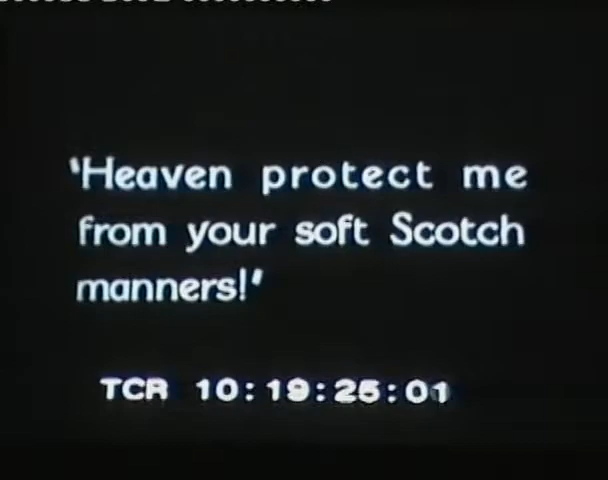 'Heaven protect me
from your soft Scotch
manners!'
TCR 10:19:25:01